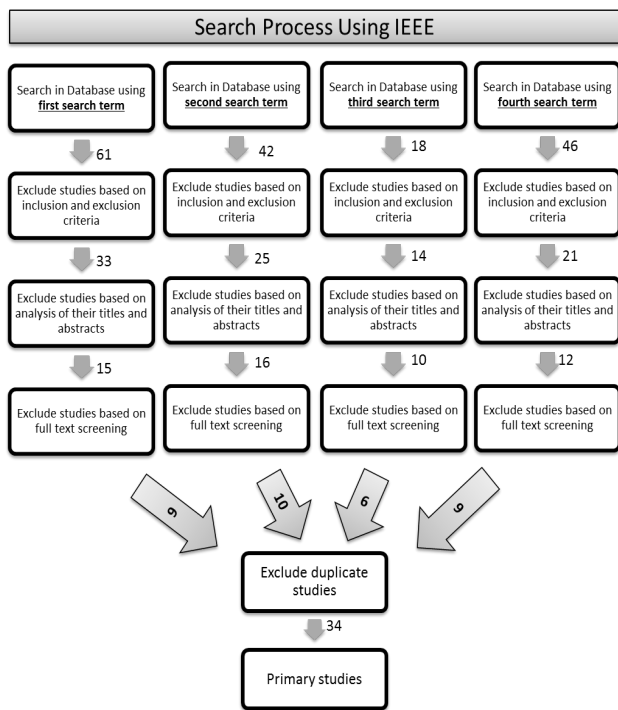 Search Process Using IEEE
Search in Database using
first search term
Search in Database using
second search term
Search in Database using
third search term
Search in Database using
fourth search term
61
42
18
46
Exclude studies based on
inclusion and exclusion
criteria
Exclude studies based on
inclusion and exclusion
criteria
Exclude studies based on
inclusion and exclusion
criteria
Exclude studies based on
inclusion and exclusion
criteria
33
25
14
21
Exclude studies based on
analysis of their titles and
abstracts
Exclude studies based on
analysis of their titles and
abstracts
Exclude studies based on
analysis of their titles and
abstracts
Exclude studies based on
analysis of their titles and
abstracts
15
16
10
12
Exclude studies based on
full text screening
Exclude studies based on
full text screening
Exclude studies based on
full text screening
Exclude studies based on
full text screening
9
10
6
9
Exclude duplicate
studies
34
Primary studies